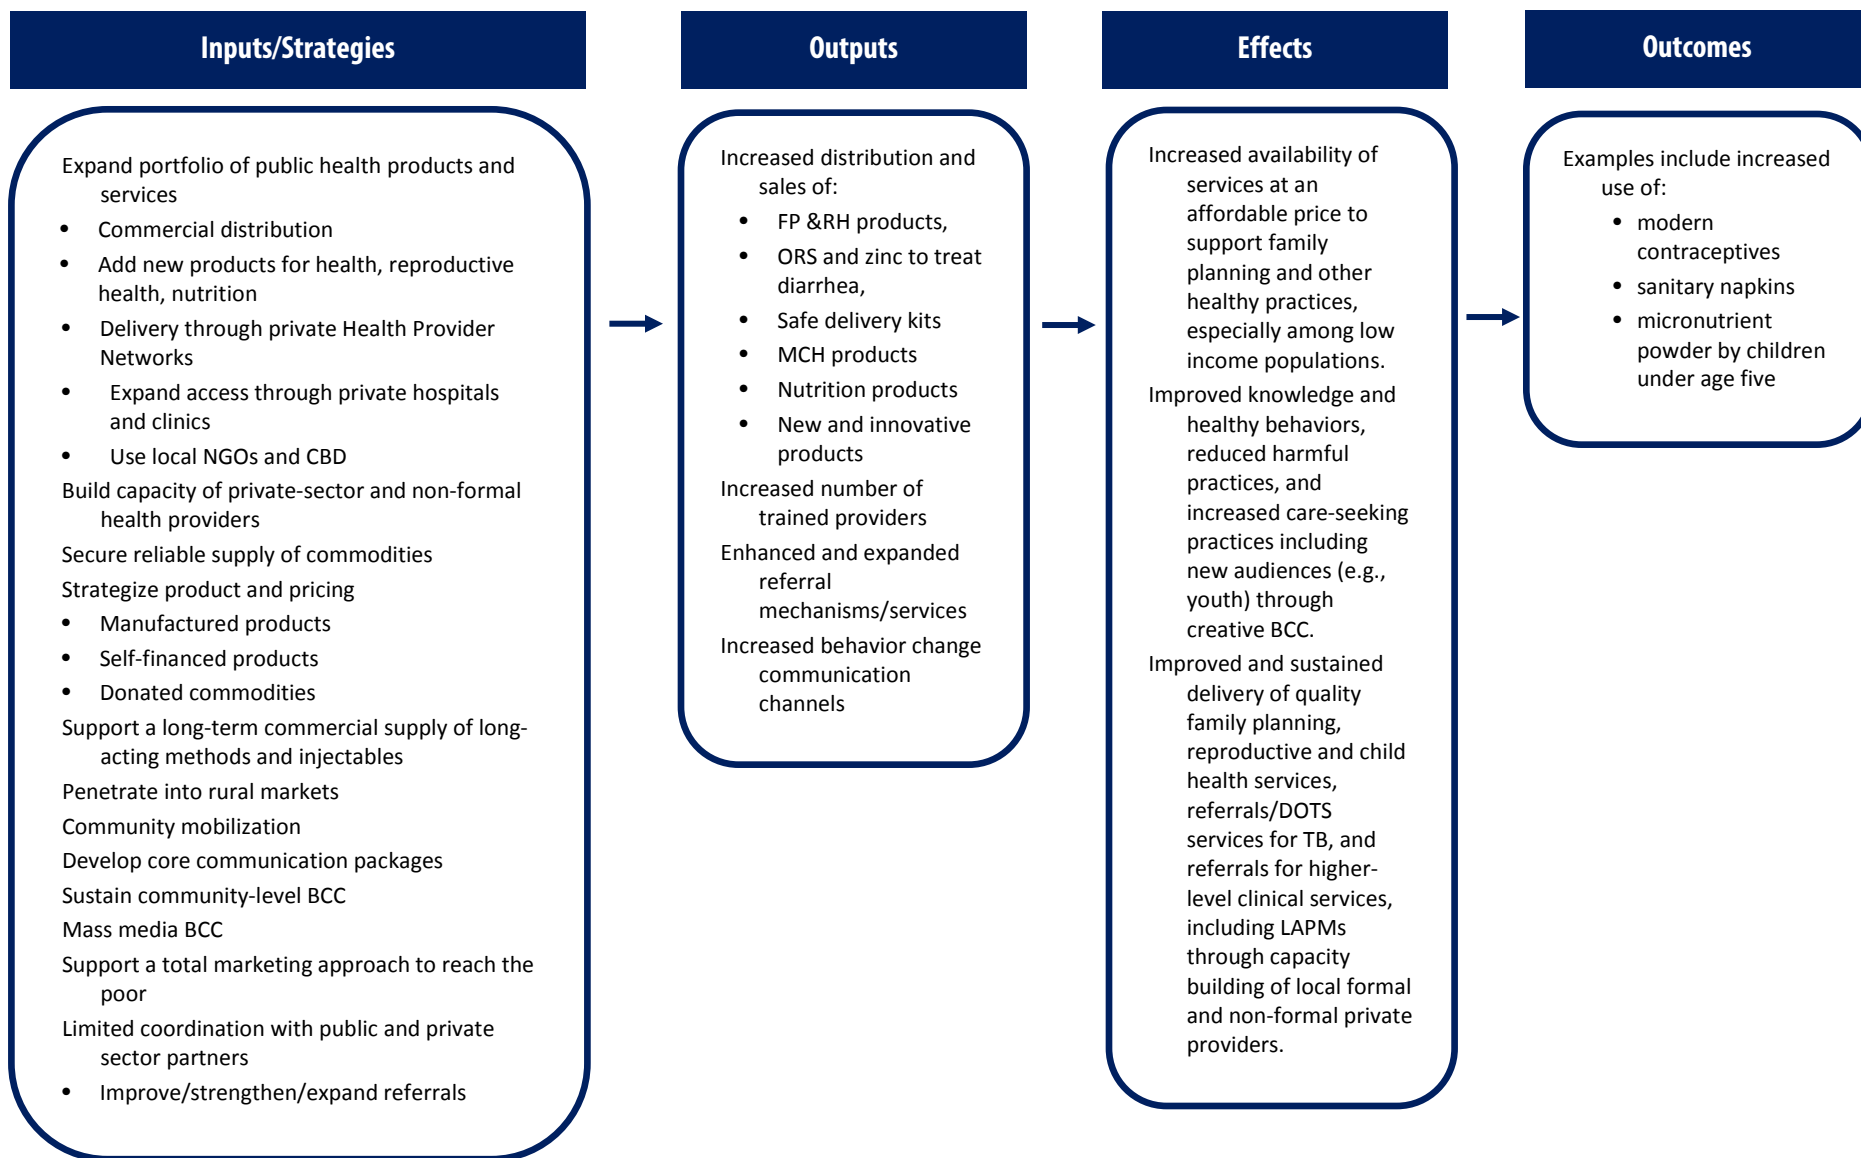 Inputs/Strategies
Expand portfolio of public health products and
services
• Commercial distribution
• Add new products for health, reproductive
health, nutrition
• Delivery through private Health Provider
Networks
• Expand access through private hospitals
and clinics
• Use local NGOs and CBD
Build capacity of private-sector and non-formal
health providers
Secure reliable supply of commodities
Strategize product and pricing
• Manufactured products
• Self-financed products
• Donated commodities
Support a long-term commercial supply of long-
acting methods and injectables
Penetrate into rural markets
Community mobilization
Develop core communication packages
Sustain community-level BCC
Mass media BCC
Support a total marketing approach to reach the
poor
Limited coordination with public and private
sector partners
• Improve/strengthen/expand referrals
Outputs
Increased distribution and
sales of:
• FP &RH products,
• ORS and zinc to treat
diarrhea,
• Safe delivery kits
• MCH products
• Nutrition products
• New and innovative
products
Increased number of
trained providers
Enhanced and expanded
referral
mechanisms/services
Increased behavior change
communication
channels
Effects
Increased availability of
services at an
affordable price to
support family
planning and other
healthy practices,
especially among low
income populations.
Improved knowledge and
healthy behaviors,
reduced harmful
practices, and
increased care-seeking
practices including
new audiences (e.g.,
youth) through
creative BCC.
Improved and sustained
delivery of quality
family planning,
reproductive and child
health services,
referrals/DOTS
services for TB, and
referrals for higher-
level clinical services,
including LAPMs
through capacity
building of local formal
and non-formal private
providers.
Outcomes
Examples include increased
use of:
• modern
contraceptives
• sanitary napkins
• micronutrient
powder by children
under age five